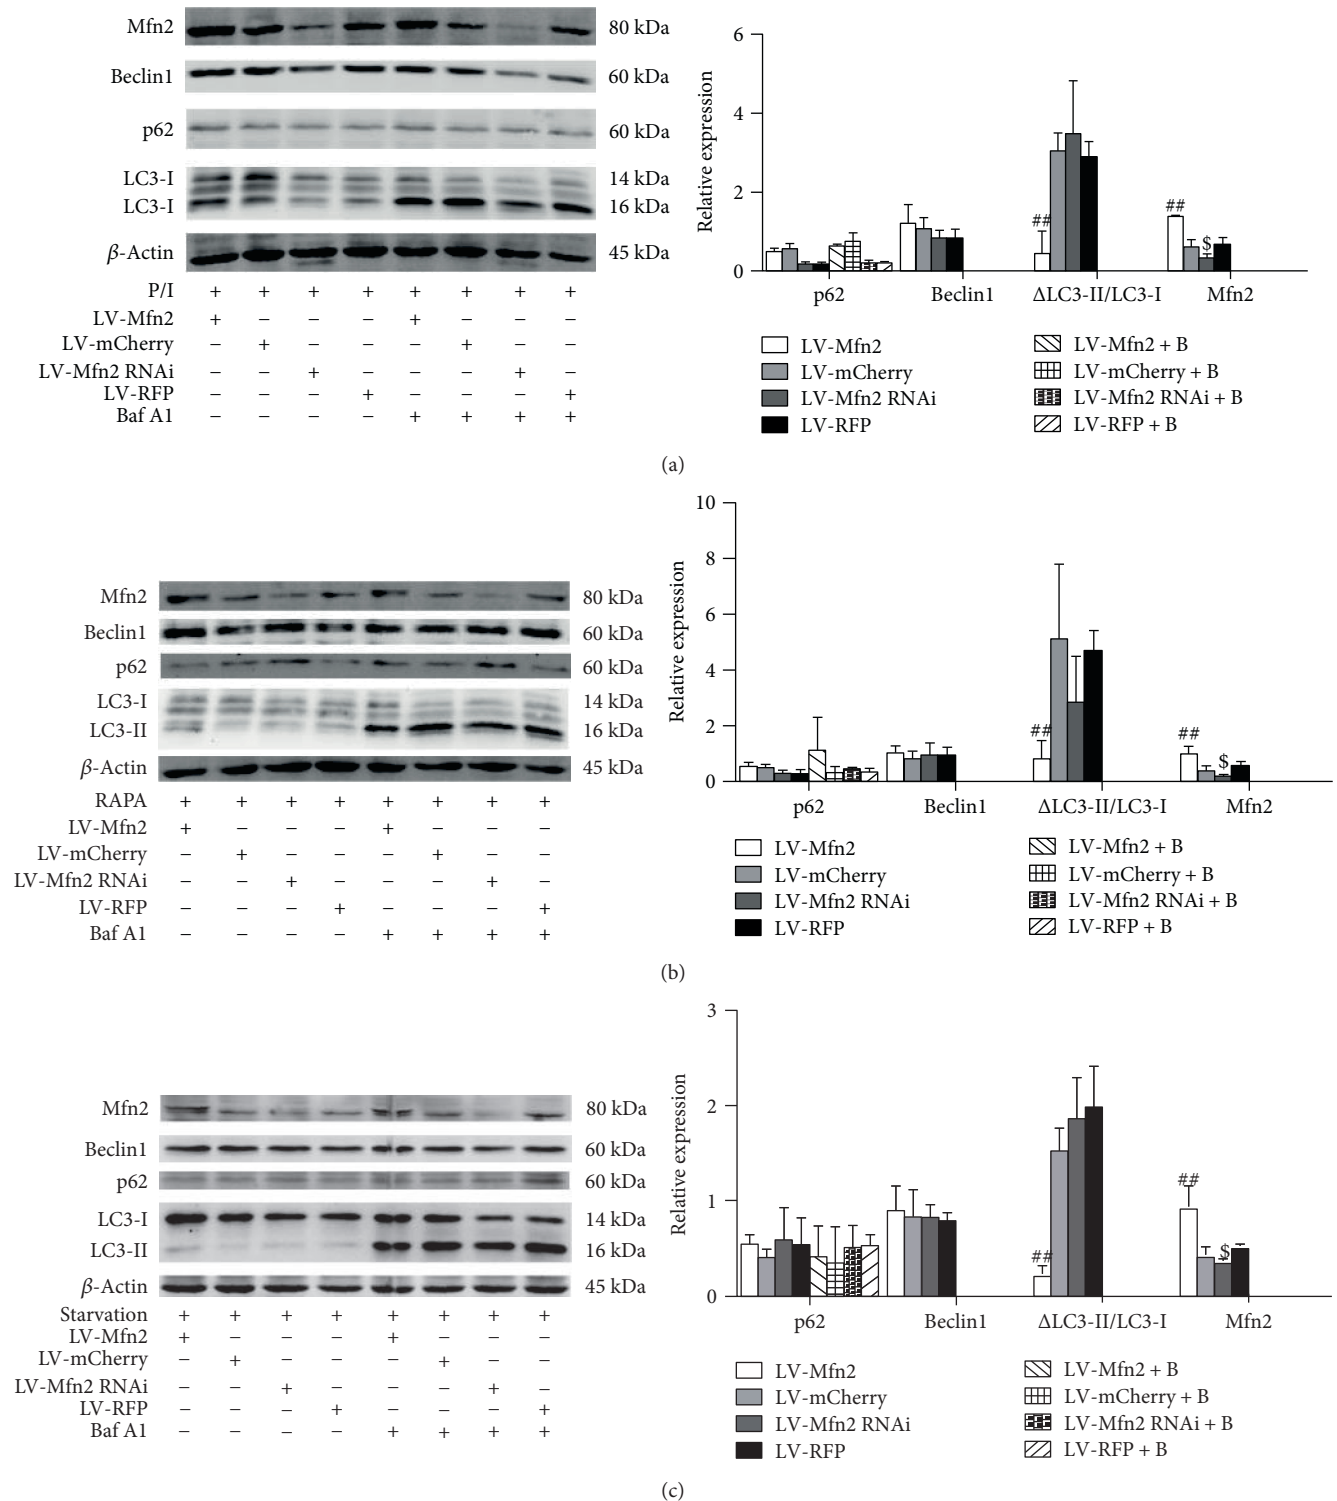 Mfn2 80 kDa
Beclin1 60 kDa
p62 60 kDa
LC3-I 14 kDa
LC3-I 16 kDa
β-Actin 45 kDa
P/I + + + + + + + +
LV-Mfn2 + − − − + − − −
LV-mCherry − + − − − + − −
LV-Mfn2 RNAi − − + − − − + −
LV-RFP − − − + − − − +
Baf A1 − − − − + + + +
Relative expression
6
4
2
0
##
##
$
p62 Beclin1 ΔLC3-II/LC3-I Mfn2
LV-Mfn2 LV-Mfn2 + B
LV-mCherry LV-mCherry + B
LV-Mfn2 RNAi LV-Mfn2 RNAi + B
LV-RFP LV-RFP + B
(a)
Mfn2 80 kDa
Beclin1 60 kDa
p62 60 kDa
LC3-I 14 kDa
LC3-II 16 kDa
β-Actin 45 kDa
RAPA + + + + + + + +
LV-Mfn2 + − − − + − − −
LV-mCherry − + − − − + − −
LV-Mfn2 RNAi − − + − − − + −
LV-RFP − − − + − − − +
Baf A1 − − − − + + + +
Relative expression
10
8
6
4
2
0
##
##
$
p62 Beclin1 ΔLC3-II/LC3-I Mfn2
LV-Mfn2 LV-Mfn2 + B
LV-mCherry LV-mCherry + B
LV-Mfn2 RNAi LV-Mfn2 RNAi + B
LV-RFP LV-RFP + B
(b)
Mfn2 80 kDa
Beclin1 60 kDa
p62 60 kDa
LC3-I 14 kDa
LC3-II 16 kDa
β-Actin 45 kDa
Starvation + + + + + + + +
LV-Mfn2 + − − − + − − −
LV-mCherry − + − − − + − −
LV-Mfn2 RNAi − − + − − − + −
LV-RFP − − − + − − − +
Baf A1 − − − − + + + +
Relative expression
3
2
1
0
##
##
$
p62 Beclin1 ΔLC3-II/LC3-I Mfn2
LV-Mfn2 LV-Mfn2 + B
LV-mCherry LV-mCherry + B
LV-Mfn2 RNAi LV-Mfn2 RNAi + B
LV-RFP LV-RFP + B
(c)